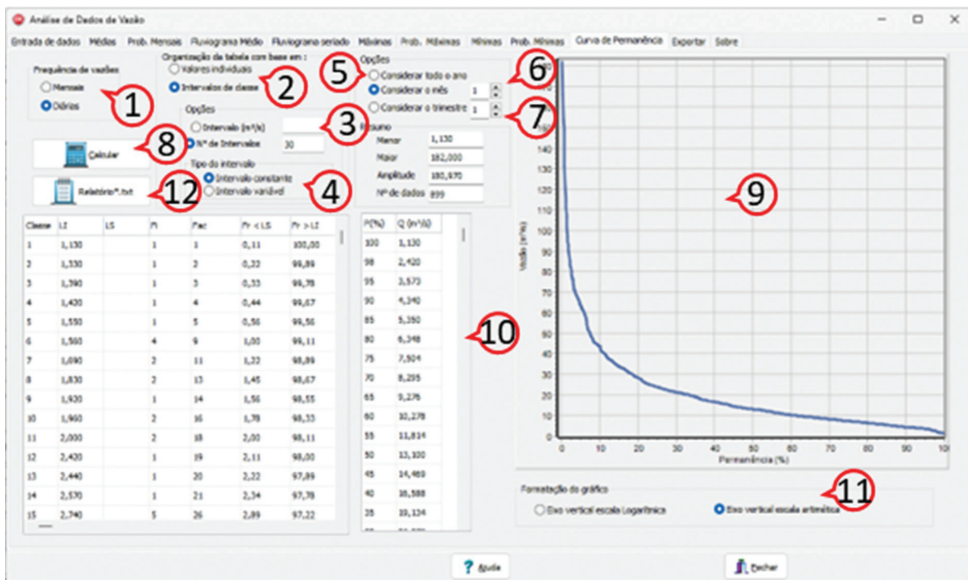 Análise de Dados de Vazão
Entrada de dados Médias Prob. Mensais Fluviograma Médio Fluviograma seriado Máximas Prob. Máximas Mínimas Prob. Mínimas Curva de Permanência Exportar Sobre
Frequência de vazões
Mensais
Diários
1
Organização da tabela com base em :
Valores individuais
Intervalos de classe
2
Opções
Intervalo (m³/s)
Nº de Intervalos 30
3
Tipo do intervalo
Intervalo constante
Intervalo variável
4
Opções
5
Considerar todo o ano
Considerar o mês 1
6
Considerar o trimestre 1
7
Calcular
8
Relatório*.txt
12
Resumo
Menor 1,130
Maior 182,000
Amplitude 180,970
Nº de dados 899
Classe LI LS Fi Fac Fr < LS Fr > LI
1 1,130 1 1 0,11 100,00
2 1,330 1 2 0,22 99,89
3 1,390 1 3 0,33 99,78
4 1,420 1 4 0,44 99,67
5 1,550 1 5 0,56 99,56
6 1,560 4 9 1,00 99,11
7 1,690 2 11 1,22 98,89
8 1,830 2 13 1,45 98,67
9 1,920 1 14 1,56 98,55
10 1,960 2 16 1,78 98,33
11 2,000 2 18 2,00 98,11
12 2,420 1 19 2,11 98,00
13 2,440 1 20 2,22 97,89
14 2,570 1 21 2,34 97,78
15 2,740 5 26 2,89 97,22
P(%) Q (m³/s)
100 1,130
98 2,420
95 3,573
90 4,340
85 5,350
80 6,348
75 7,504
70 8,295
65 9,276
60 10,278
55 11,814
50 13,100
45 14,469
40 16,588
35 19,134
10
9
Vazão (m³/s)
170
160
150
140
130
120
110
100
90
80
70
60
50
40
30
20
10
0
0 10 20 30 40 50 60 70 80 90 100
Permanência (%)
Formatação do gráfico
Eixo vertical escala Logarítmica
Eixo vertical escala aritmética
11
Ajuda
Fechar